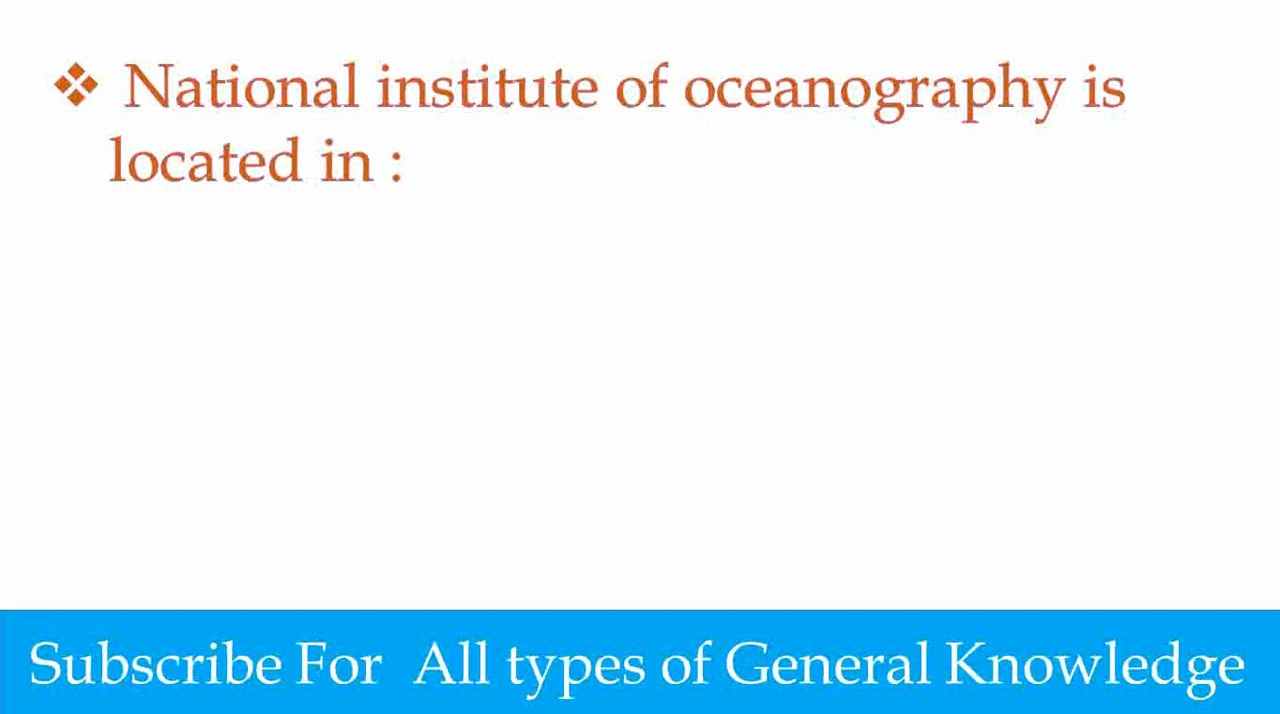 ❖ National institute of oceanography is
located in :
Subscribe For All types of General Knowledge